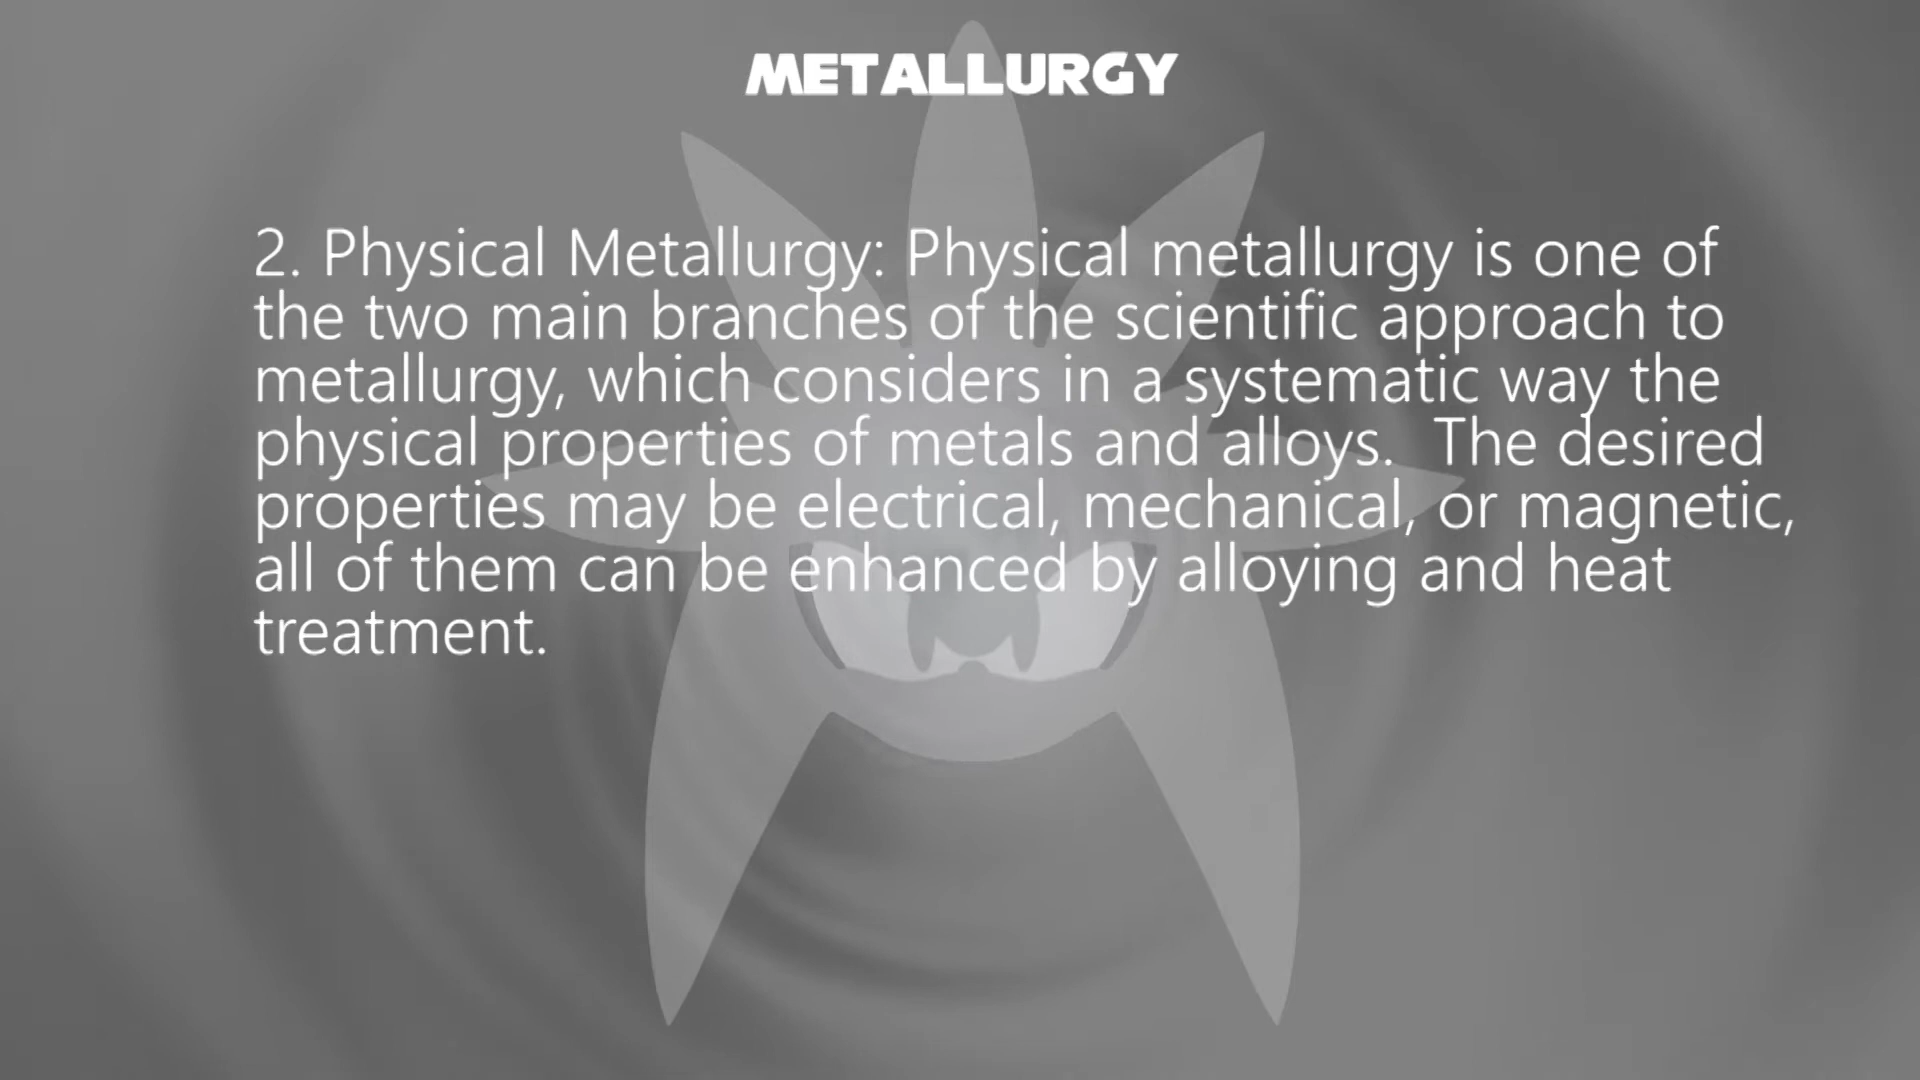 METALLURGY
2. Physical Metallurgy: Physical metallurgy is one of
the two main branches of the scientific approach to
metallurgy, which considers in a systematic way the
physical properties of metals and alloys.  The desired
properties may be electrical, mechanical, or magnetic,
all of them can be enhanced by alloying and heat
treatment.